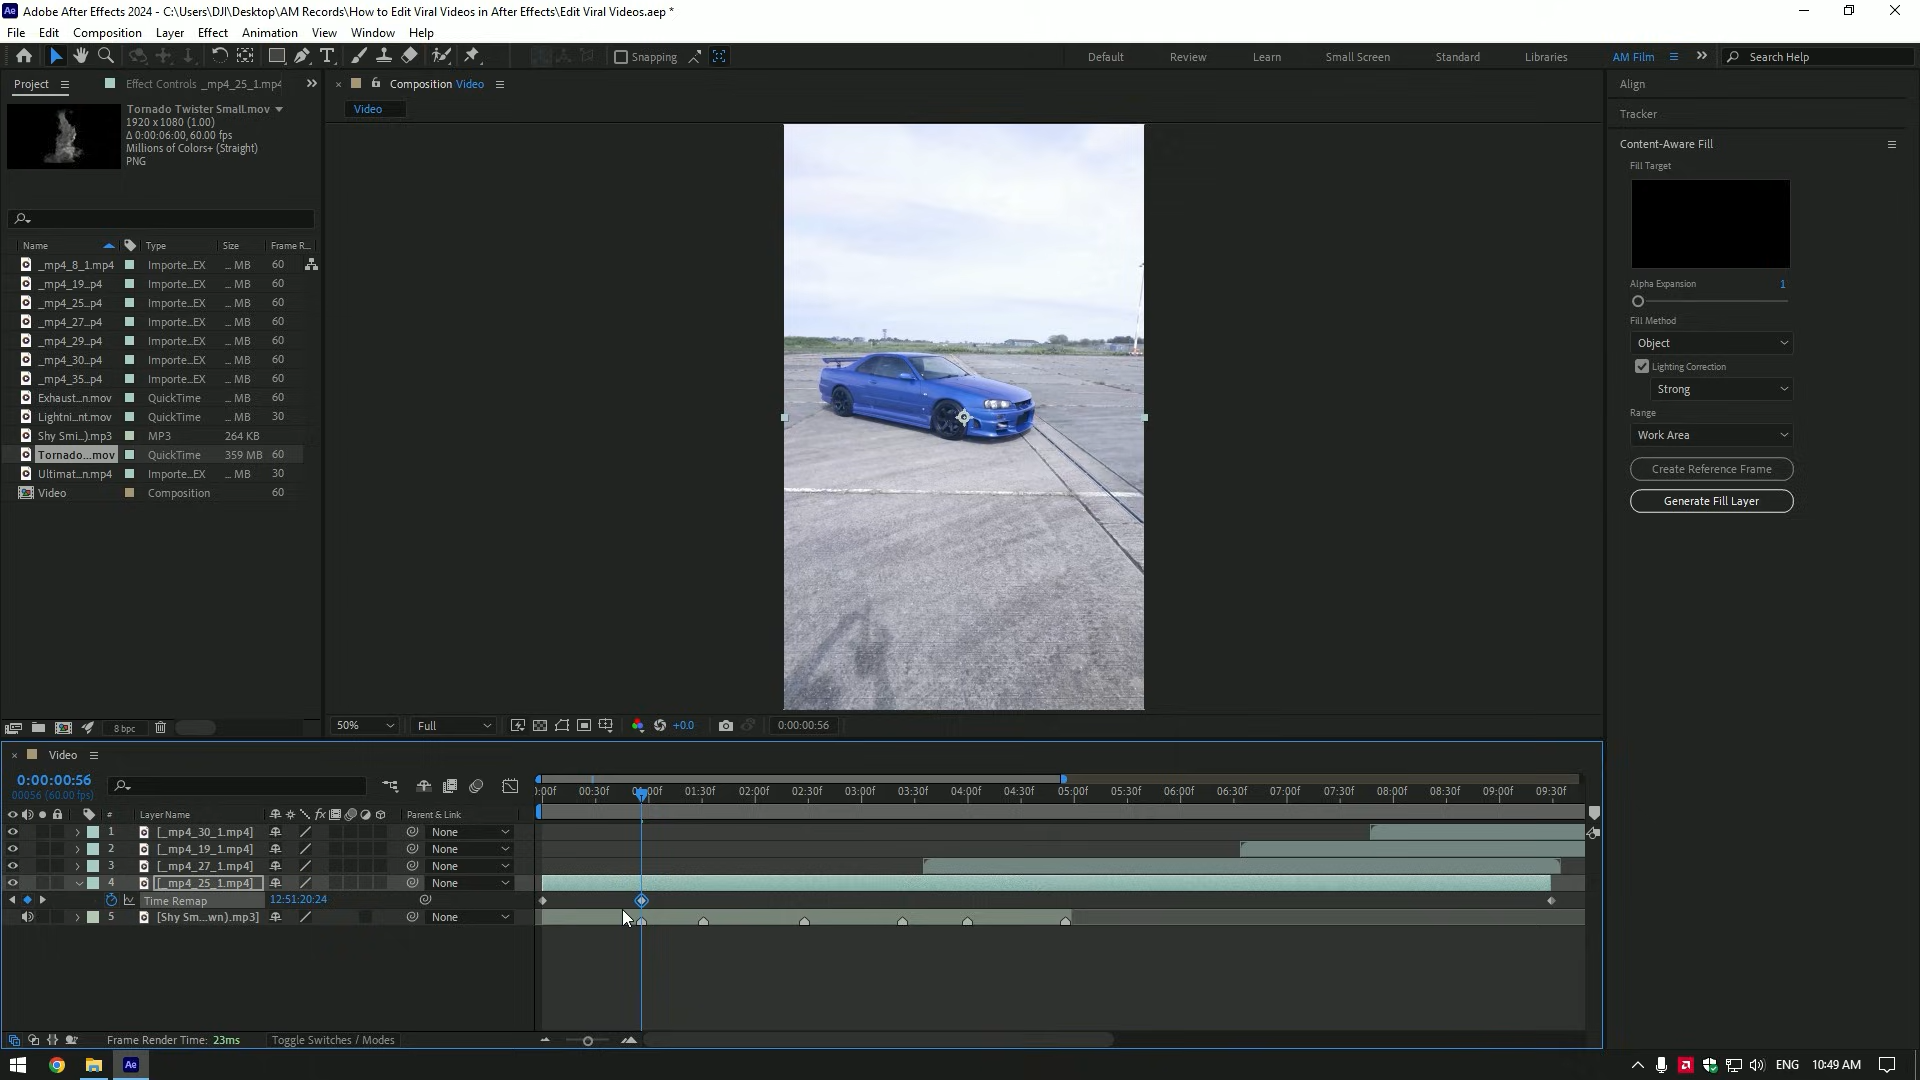 Adobe After Effects 2024 - C:\Users\DJI\Desktop\AM Records\How to Edit Viral Videos in After Effects\Edit Viral Videos.aep *
File Edit Composition Layer Effect Animation View Window Help
Snapping
Default Review Learn Small Screen Standard Libraries AM Film Search Help
Project Effect Controls _mp4_25_1.mp4
Composition Video
Video
Align
Tracker
Content-Aware Fill
Fill Target
Alpha Expansion 1
Fill Method
Object
Lighting Correction
Strong
Range
Work Area
Create Reference Frame
Generate Fill Layer
Tornado Twister Small.mov
1920 x 1080 (1.00)
Δ 0:00:06:00, 60.00 fps
Millions of Colors+ (Straight)
PNG
Name Type Size Frame R...
_mp4_8_1.mp4 Importe...EX ... MB 60
_mp4_19...p4 Importe...EX ... MB 60
_mp4_25...p4 Importe...EX ... MB 60
_mp4_27...p4 Importe...EX ... MB 60
_mp4_29...p4 Importe...EX ... MB 60
_mp4_30...p4 Importe...EX ... MB 60
_mp4_35...p4 Importe...EX ... MB 60
Exhaust...n.mov QuickTime ... MB 60
Lightni...nt.mov QuickTime ... MB 30
Shy Smi...).mp3 MP3 264 KB
Tornado...mov QuickTime 359 MB 60
Ultimat...n.mp4 Importe...EX ... MB 30
Video Composition 60
8 bpc
50% Full +0.0 0:00:00:56
Video
0:00:00:56
00056 (60.00 fps)
:00f 00:30f 01:00f 01:30f 02:00f 02:30f 03:00f 03:30f 04:00f 04:30f 05:00f 05:30f 06:00f 06:30f 07:00f 07:30f 08:00f 08:30f 09:00f 09:30f
# Layer Name fx Parent & Link
1 [_mp4_30_1.mp4] None
2 [_mp4_19_1.mp4] None
3 [_mp4_27_1.mp4] None
4 [_mp4_25_1.mp4] None
Time Remap 12:51:20:24
5 [Shy Sm...wn).mp3] None
Frame Render Time: 23ms Toggle Switches / Modes
Ae ENG 10:49 AM